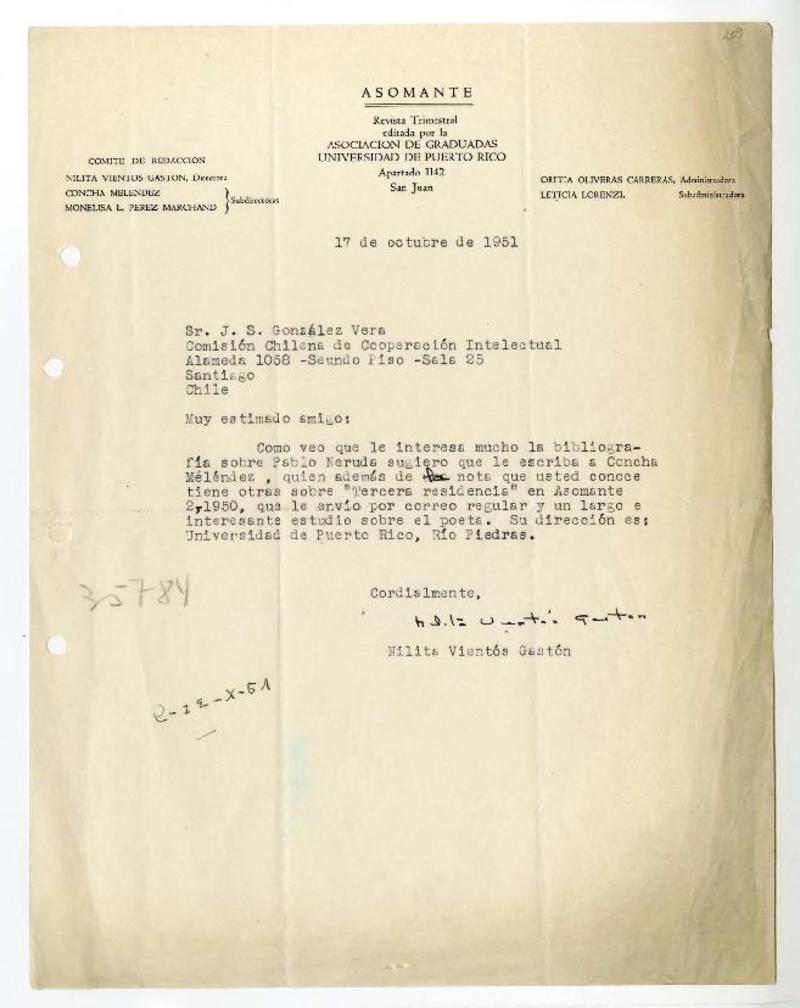 ASOMANTE
Revista Trimestral
editada por la
ASOCIACION DE GRADUADAS
UNIVERSIDAD DE PUERTO RICO
Apartado 1142
San Juan
COMITE DE REDACCION
NILITA VIENTOS GASTON, Directora
CONCHA MELENDEZ
MONELISA L. PEREZ MARCHAND
Subdirectoras
ORITIA OLIVERAS CARRERAS, Administradora
LETICIA LORENZI, Subadministradora
17 de octubre de 1951
Sr. J. S. González Vera
Comisión Chilena de Cooperación Intelectual
Alameda 1058 -Seundo Piso -Sala 25
Santiago
Chile
Muy estimado amigo:
Como veo que le interesa mucho la bibliogra-
fía sobre Pablo Neruda sugiero que le escriba a Concha
Méléndez , quien además de nota que usted conoce
tiene otras sobre "Tercera residencia" en Asomante
2,1950, que le envío por correo regular y un largo e
interesante estudio sobre el poeta. Su dirección es:
Universidad de Puerto Rico, Río Piedras.
35784
Cordialmente,
Nilita Vientós Gastón
Nilita Vientós Gastón